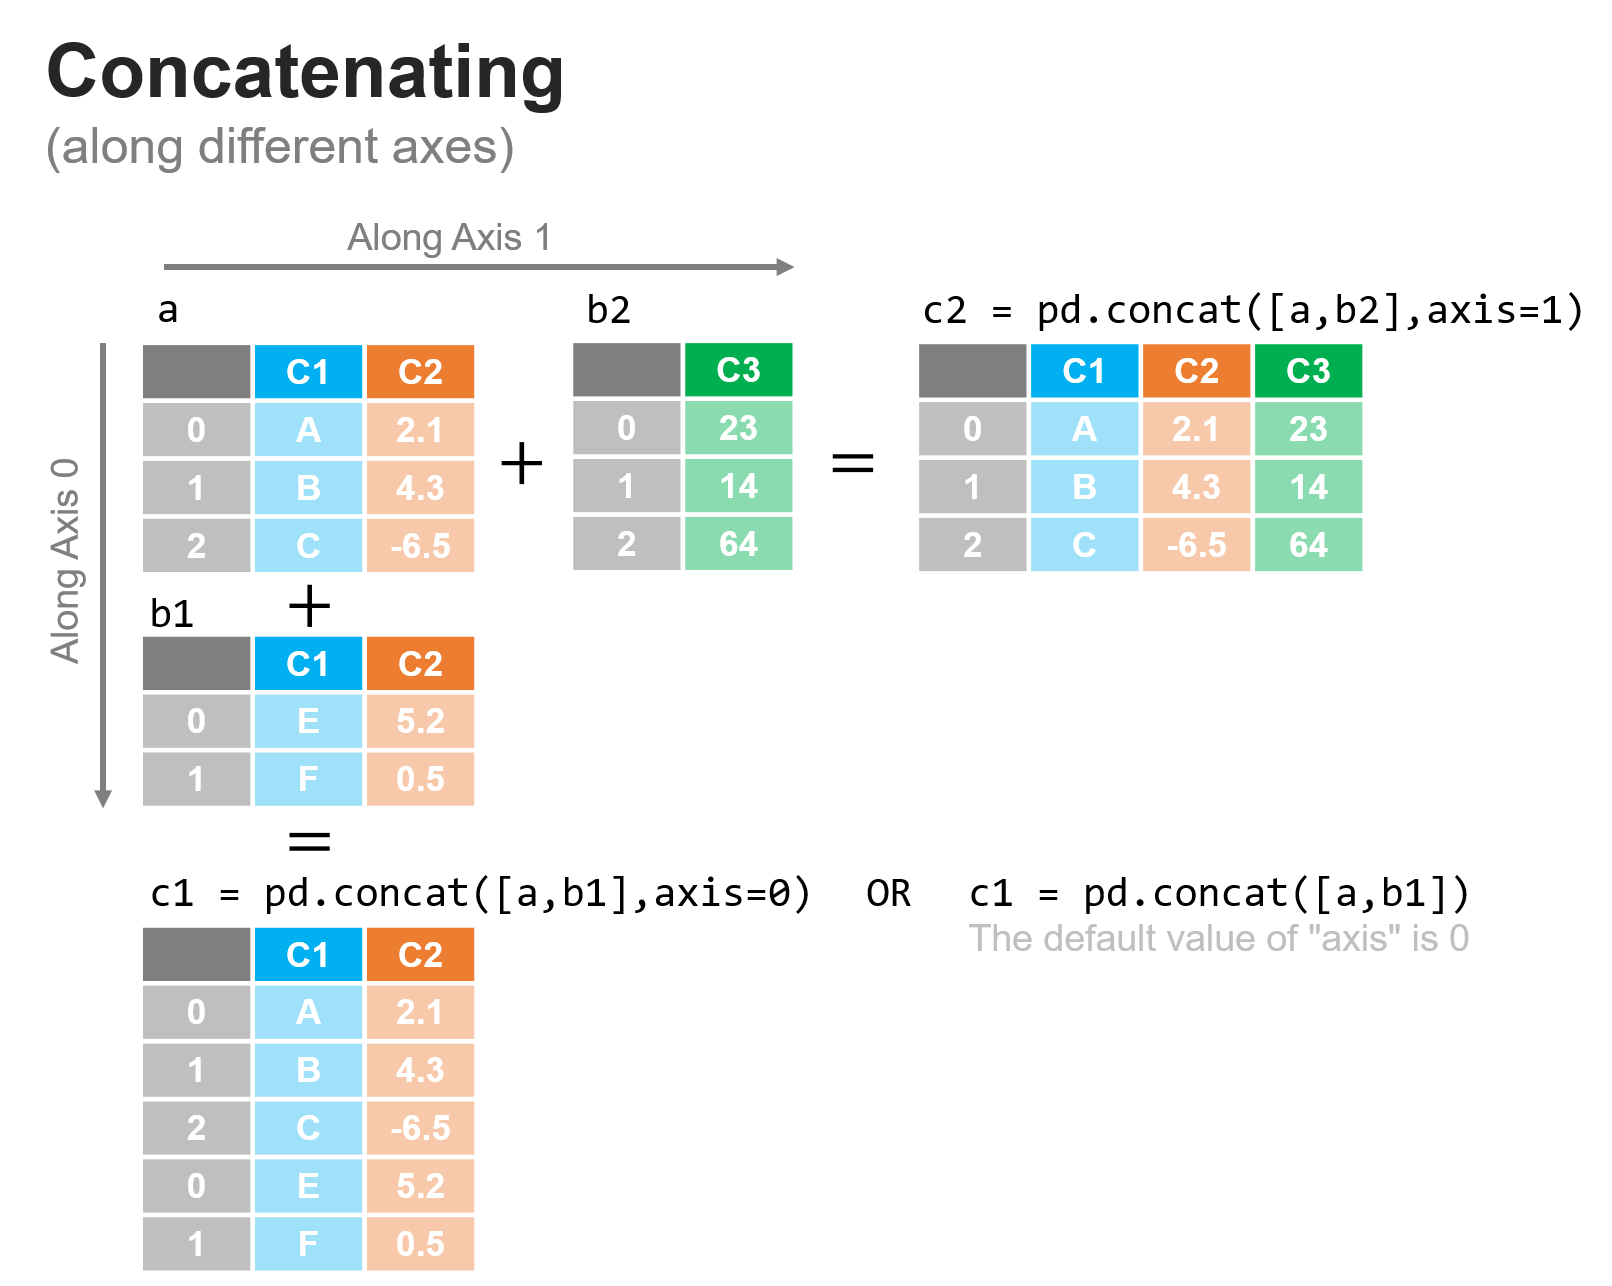 Concatenating
(along different axes)
Along Axis 1
a
b2
c2 = pd.concat([a,b2],axis=1)
C1 C2
0 A 2.1
1 B 4.3
2 C -6.5
+
C3
0 23
1 14
2 64
=
C1 C2 C3
0 A 2.1 23
1 B 4.3 14
2 C -6.5 64
Along Axis 0
+
b1
C1 C2
0 E 5.2
1 F 0.5
=
c1 = pd.concat([a,b1],axis=0) OR c1 = pd.concat([a,b1])
The default value of "axis" is 0
C1 C2
0 A 2.1
1 B 4.3
2 C -6.5
0 E 5.2
1 F 0.5